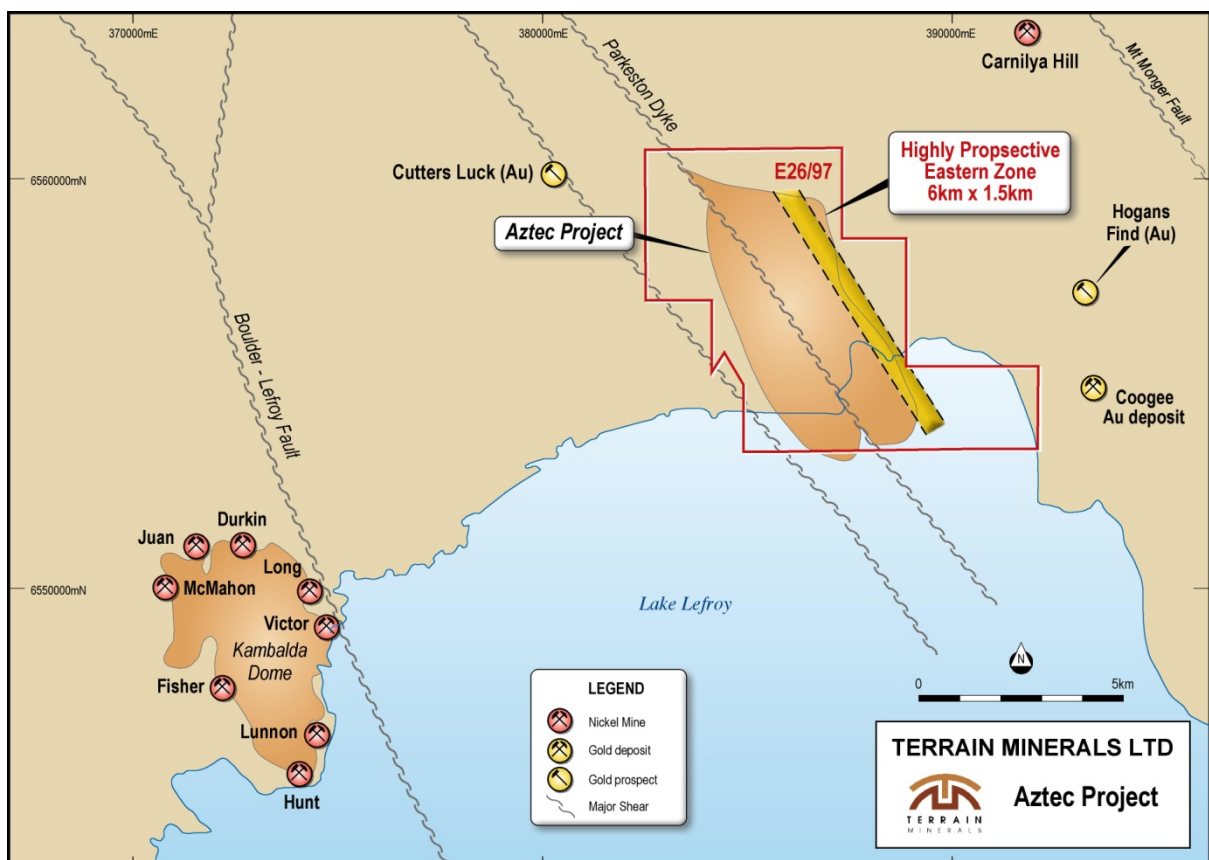 370000mE
380000mE
390000mE
Carnilya Hill
Mt Monger Fault
Parkeston Dyke
Cutters Luck (Au)
6560000mN
E26/97
Highly Propsective
Eastern Zone
6km x 1.5km
Aztec Project
Hogans
Find (Au)
Boulder - Lefroy Fault
Coogee
Au deposit
Durkin
Juan
Long
6550000mN
McMahon
Victor
Lake Lefroy
Kambalda
Dome
Fisher
Lunnon
Hunt
N
0
5km
LEGEND
Nickel Mine
Gold deposit
Gold prospect
Major Shear
TERRAIN MINERALS LTD
TERRAIN
MINERALS
Aztec Project